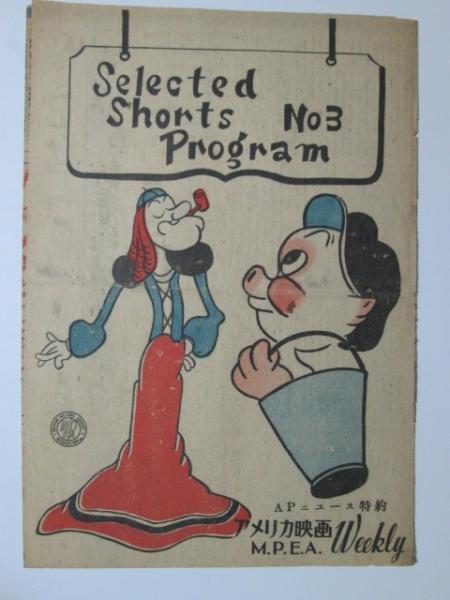 Selected
Shorts No3
Program
APニュース特約
アメリカ映画 Weekly
M.P.E.A.